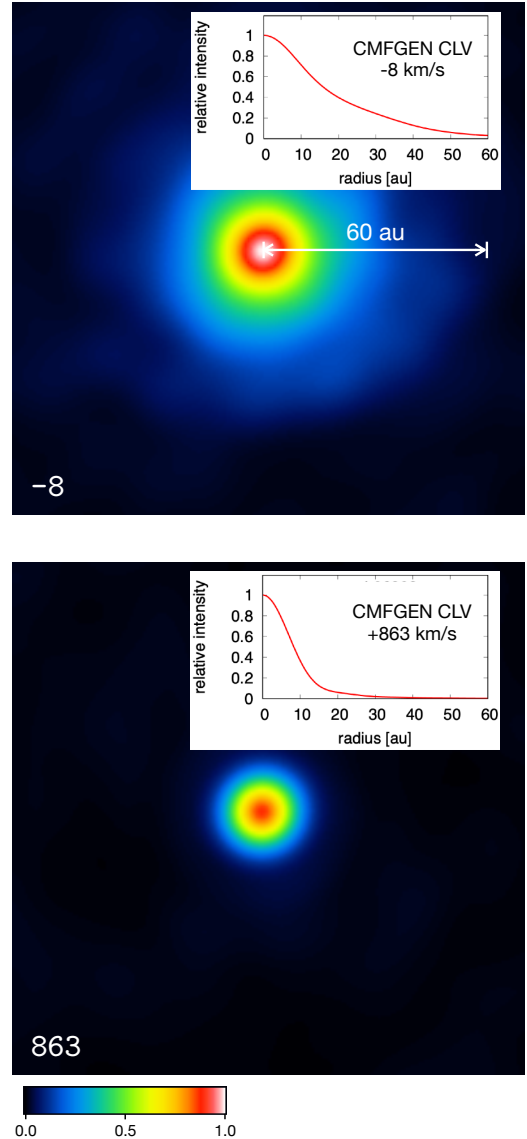 relative intensity
1
0.8
0.6
0.4
0.2
0
CMFGEN CLV
-8 km/s
0 10 20 30 40 50 60
radius [au]
60 au
−8
relative intensity
1
0.8
0.6
0.4
0.2
0
CMFGEN CLV
+863 km/s
0 10 20 30 40 50 60
radius [au]
863
0.0 0.5 1.0